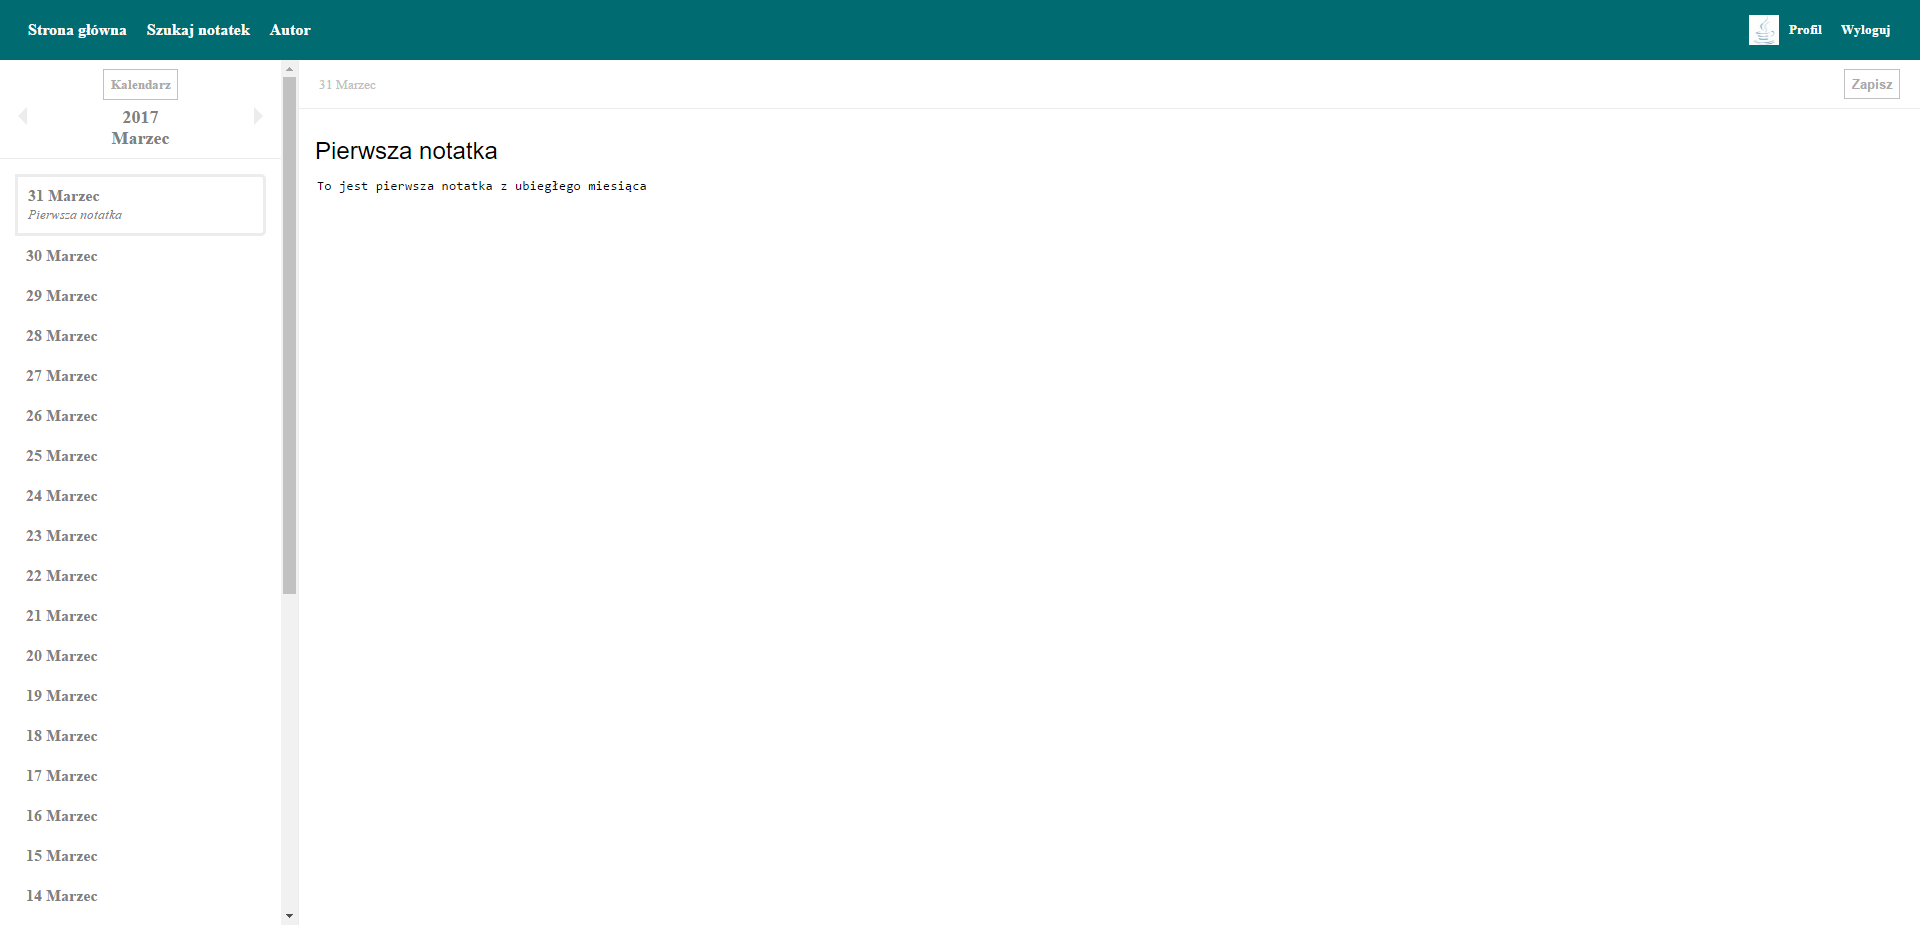 Strona główna Szukaj notatek Autor
Profil Wyloguj
Kalendarz
2017
Marzec
31 Marzec
Pierwsza notatka
30 Marzec
29 Marzec
28 Marzec
27 Marzec
26 Marzec
25 Marzec
24 Marzec
23 Marzec
22 Marzec
21 Marzec
20 Marzec
19 Marzec
18 Marzec
17 Marzec
16 Marzec
15 Marzec
14 Marzec
31 Marzec
Zapisz
Pierwsza notatka
To jest pierwsza notatka z ubiegłego miesiąca